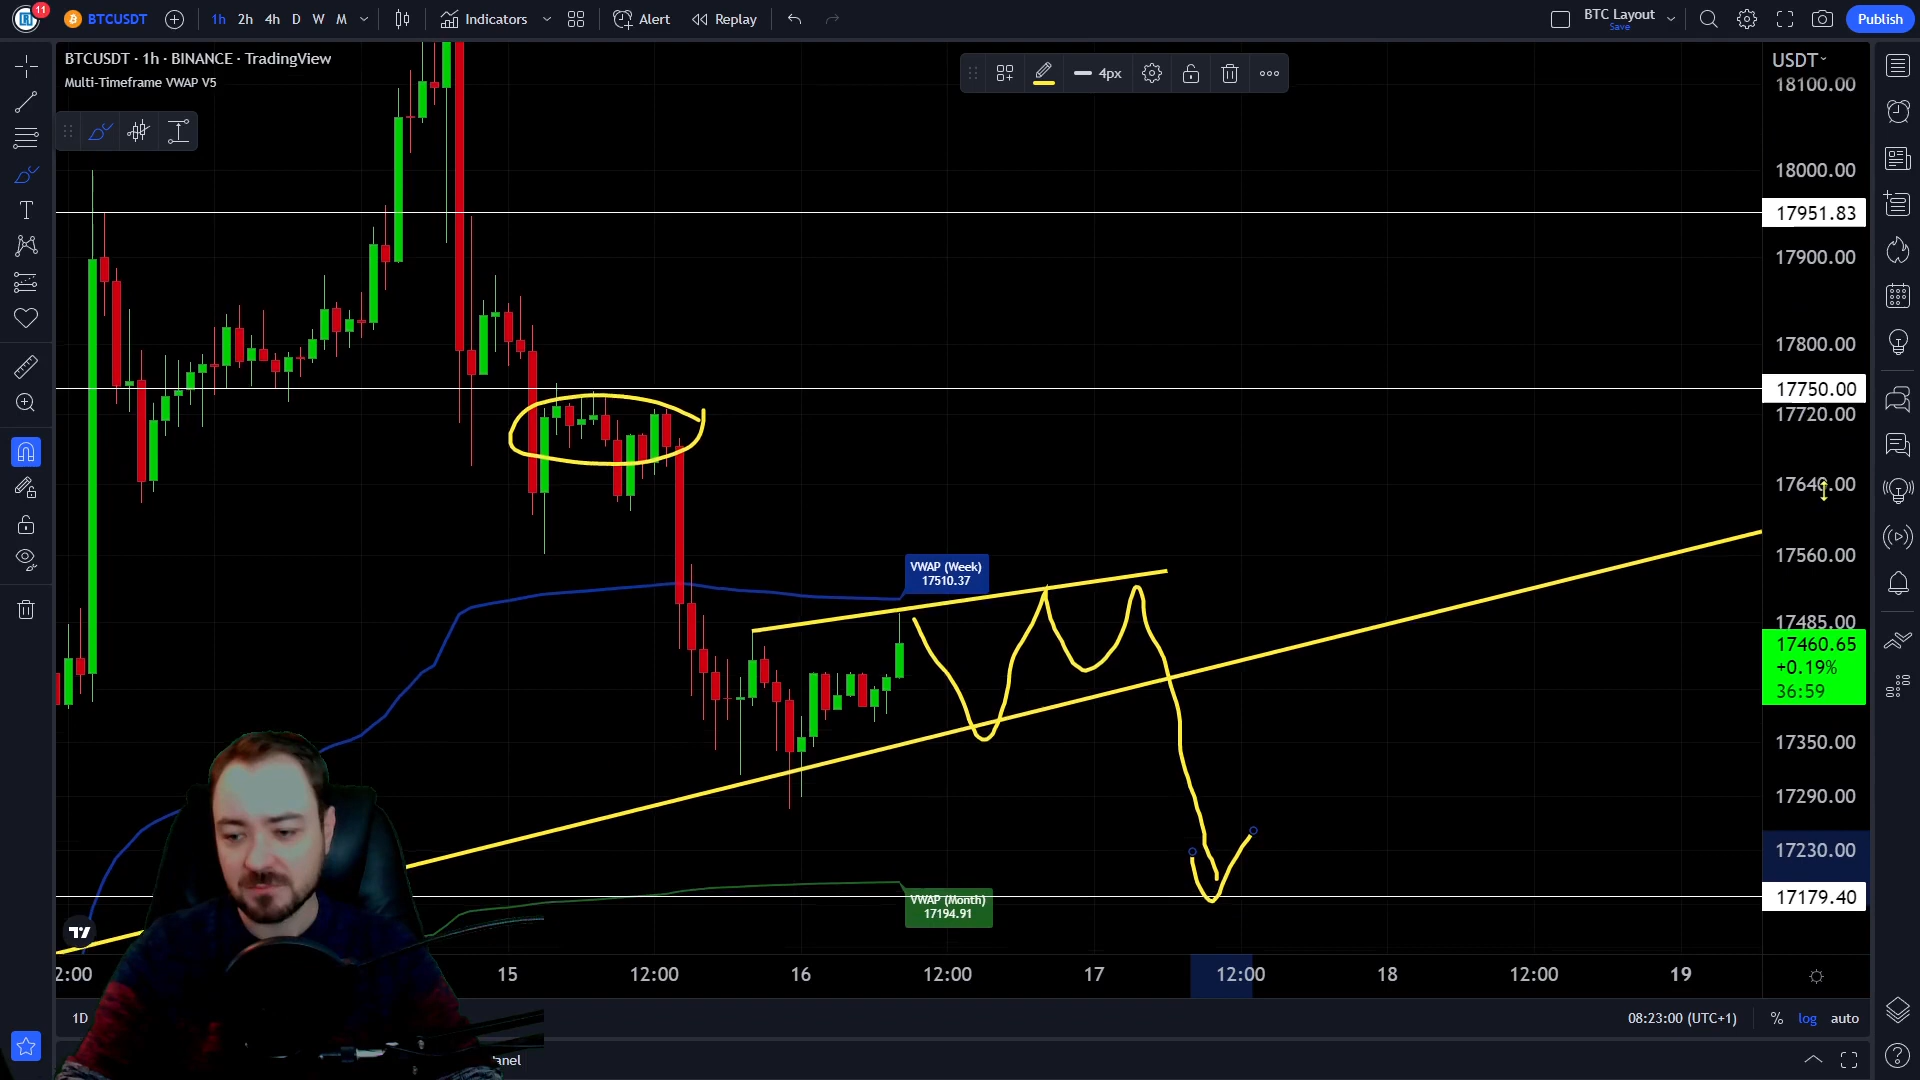 11
BTCUSDT
1h 2h 4h D W M
Indicators
Alert
Replay
BTC Layout
Save
Publish
BTCUSDT · 1h · BINANCE · TradingView
Multi-Timeframe VWAP V5
4px
USDT
18100.00
18000.00
17951.83
17900.00
17800.00
17750.00
17720.00
17640.00
17560.00
VWAP (Week)
17510.37
17485.00
17460.65
+0.19%
36:59
17350.00
17290.00
17230.00
VWAP (Month)
17194.91
17179.40
2:00 15 12:00 16 12:00 17 12:00 18 12:00 19
1D
08:23:00 (UTC+1) % log auto
anel